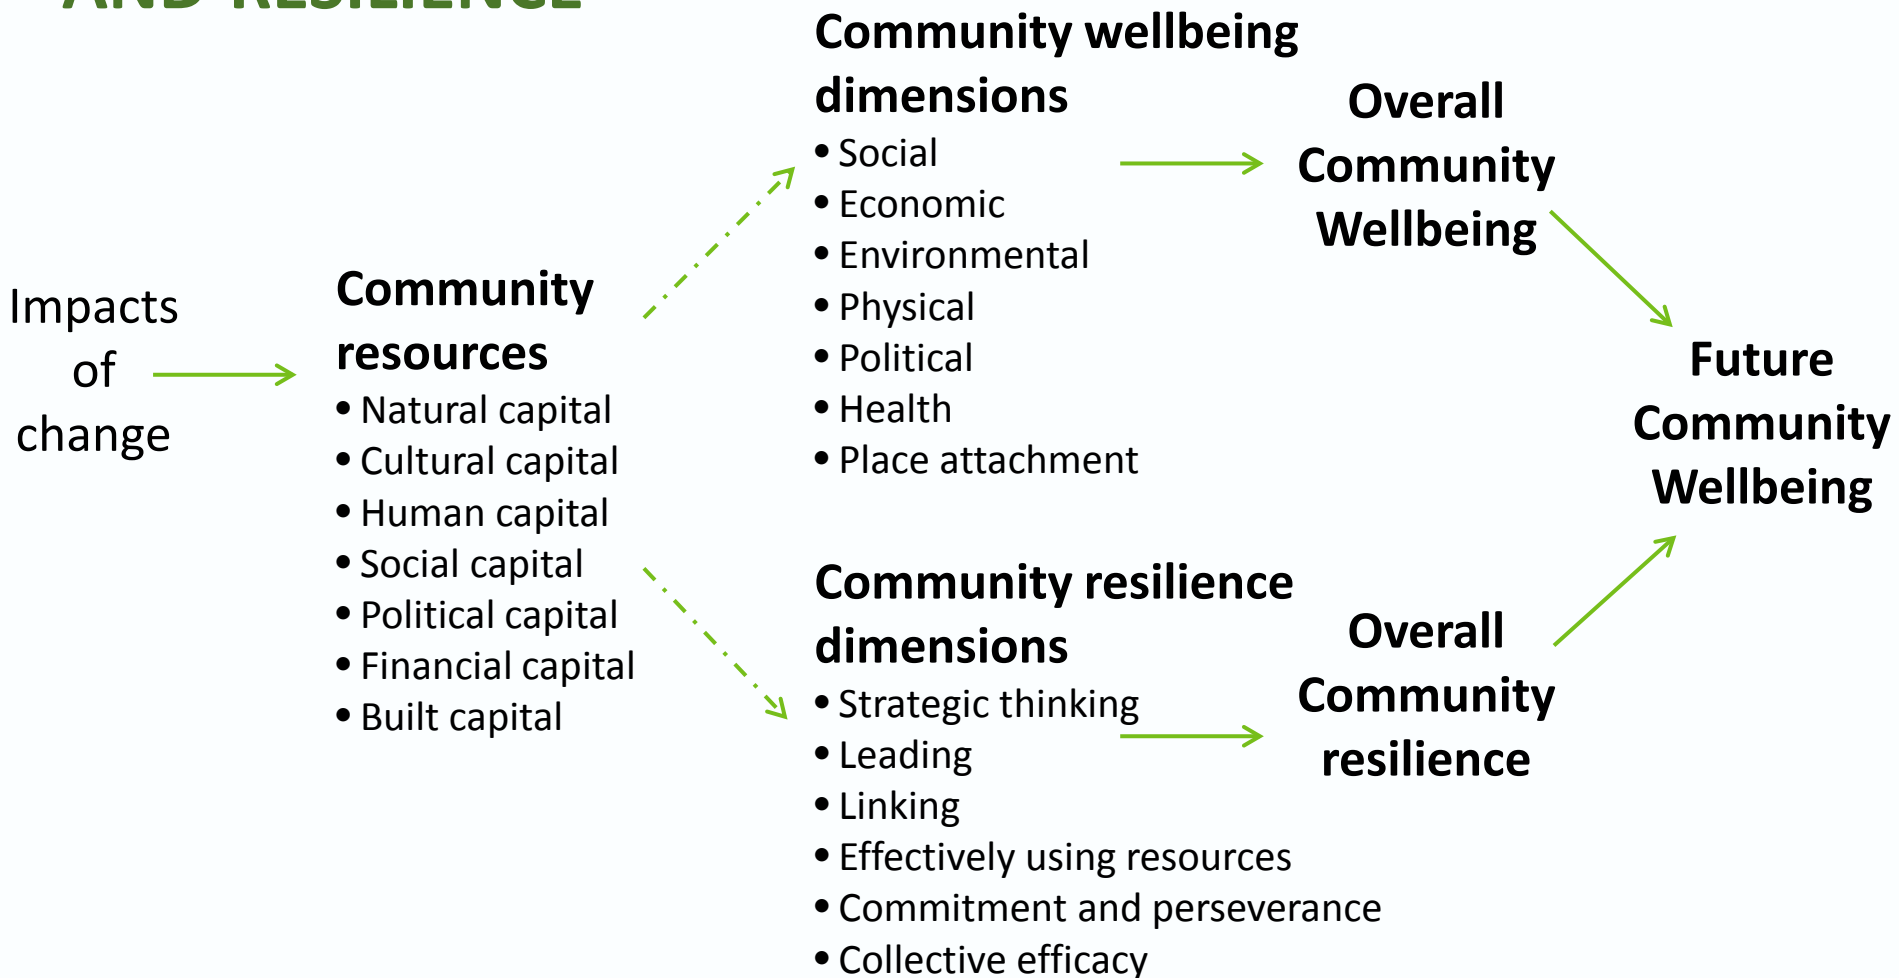 AND RESILIENCE
Impacts
of
change
Community
resources
• Natural capital
• Cultural capital
• Human capital
• Social capital
• Political capital
• Financial capital
• Built capital
Community wellbeing
dimensions
• Social
• Economic
• Environmental
• Physical
• Political
• Health
• Place attachment
Overall
Community
Wellbeing
Community resilience
dimensions
• Strategic thinking
• Leading
• Linking
• Effectively using resources
• Commitment and perseverance
• Collective efficacy
Overall
Community
resilience
Future
Community
Wellbeing